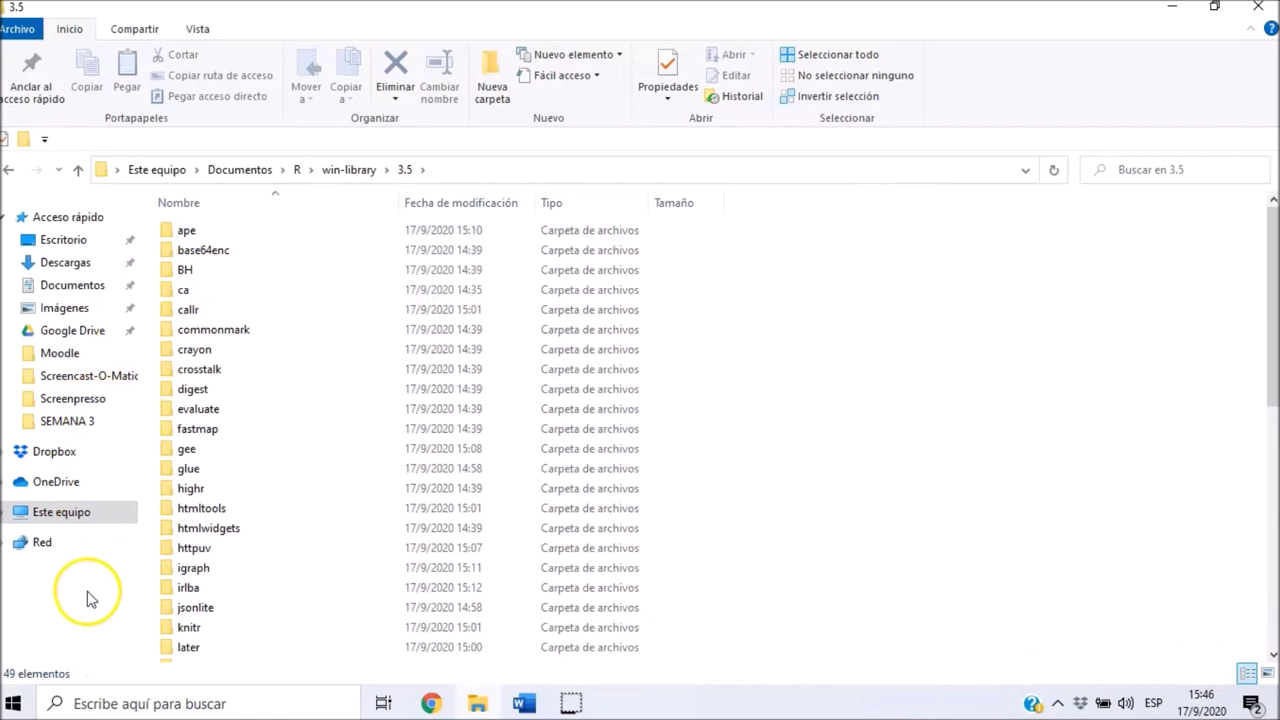 3.5
Archivo Inicio Compartir Vista
Anclar al acceso rápido
Copiar
Pegar
Cortar
Copiar ruta de acceso
Pegar acceso directo
Portapapeles
Mover a
Copiar a
Eliminar
Cambiar nombre
Organizar
Nueva carpeta
Nuevo elemento
Fácil acceso
Nuevo
Propiedades
Abrir
Editar
Historial
Abrir
Seleccionar todo
No seleccionar ninguno
Invertir selección
Seleccionar
Este equipo > Documentos > R > win-library > 3.5 >
Buscar en 3.5
Acceso rápido
Escritorio
Descargas
Documentos
Imágenes
Google Drive
Moodle
Screencast-O-Matic
Screenpresso
SEMANA 3
Dropbox
OneDrive
Este equipo
Red
Nombre Fecha de modificación Tipo Tamaño
ape 17/9/2020 15:10 Carpeta de archivos
base64enc 17/9/2020 14:39 Carpeta de archivos
BH 17/9/2020 14:39 Carpeta de archivos
ca 17/9/2020 14:35 Carpeta de archivos
callr 17/9/2020 15:01 Carpeta de archivos
commonmark 17/9/2020 14:39 Carpeta de archivos
crayon 17/9/2020 14:39 Carpeta de archivos
crosstalk 17/9/2020 14:39 Carpeta de archivos
digest 17/9/2020 14:39 Carpeta de archivos
evaluate 17/9/2020 14:39 Carpeta de archivos
fastmap 17/9/2020 14:39 Carpeta de archivos
gee 17/9/2020 15:08 Carpeta de archivos
glue 17/9/2020 14:58 Carpeta de archivos
highr 17/9/2020 14:39 Carpeta de archivos
htmltools 17/9/2020 15:01 Carpeta de archivos
htmlwidgets 17/9/2020 14:39 Carpeta de archivos
httpuv 17/9/2020 15:07 Carpeta de archivos
igraph 17/9/2020 15:11 Carpeta de archivos
irlba 17/9/2020 15:12 Carpeta de archivos
jsonlite 17/9/2020 14:58 Carpeta de archivos
knitr 17/9/2020 15:01 Carpeta de archivos
later 17/9/2020 15:00 Carpeta de archivos
49 elementos
Escribe aquí para buscar
ESP
15:46
17/9/2020
2